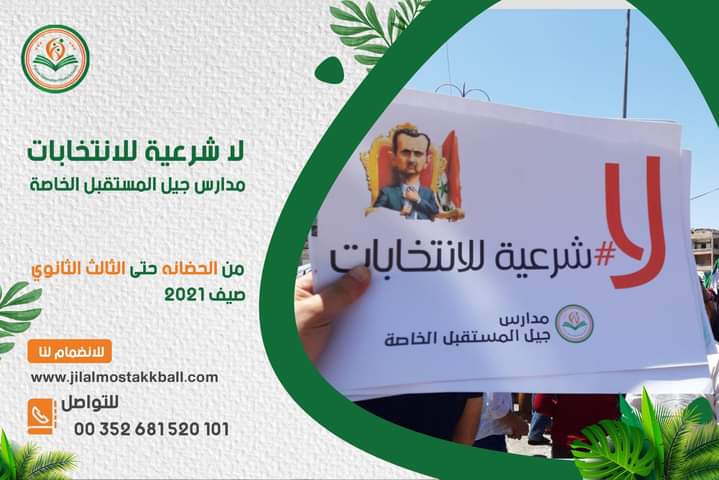 لا شرعية للانتخابات
مدارس جيل المستقبل الخاصة
من الحضانه حتى الثالث الثانوي
صيف 2021
للانضمام لنا
www.jilalmostakkball.com
للتواصل
00 352 681 520 101
لا
#شرعية للانتخابات
مدارس
جيل المستقبل الخاصة